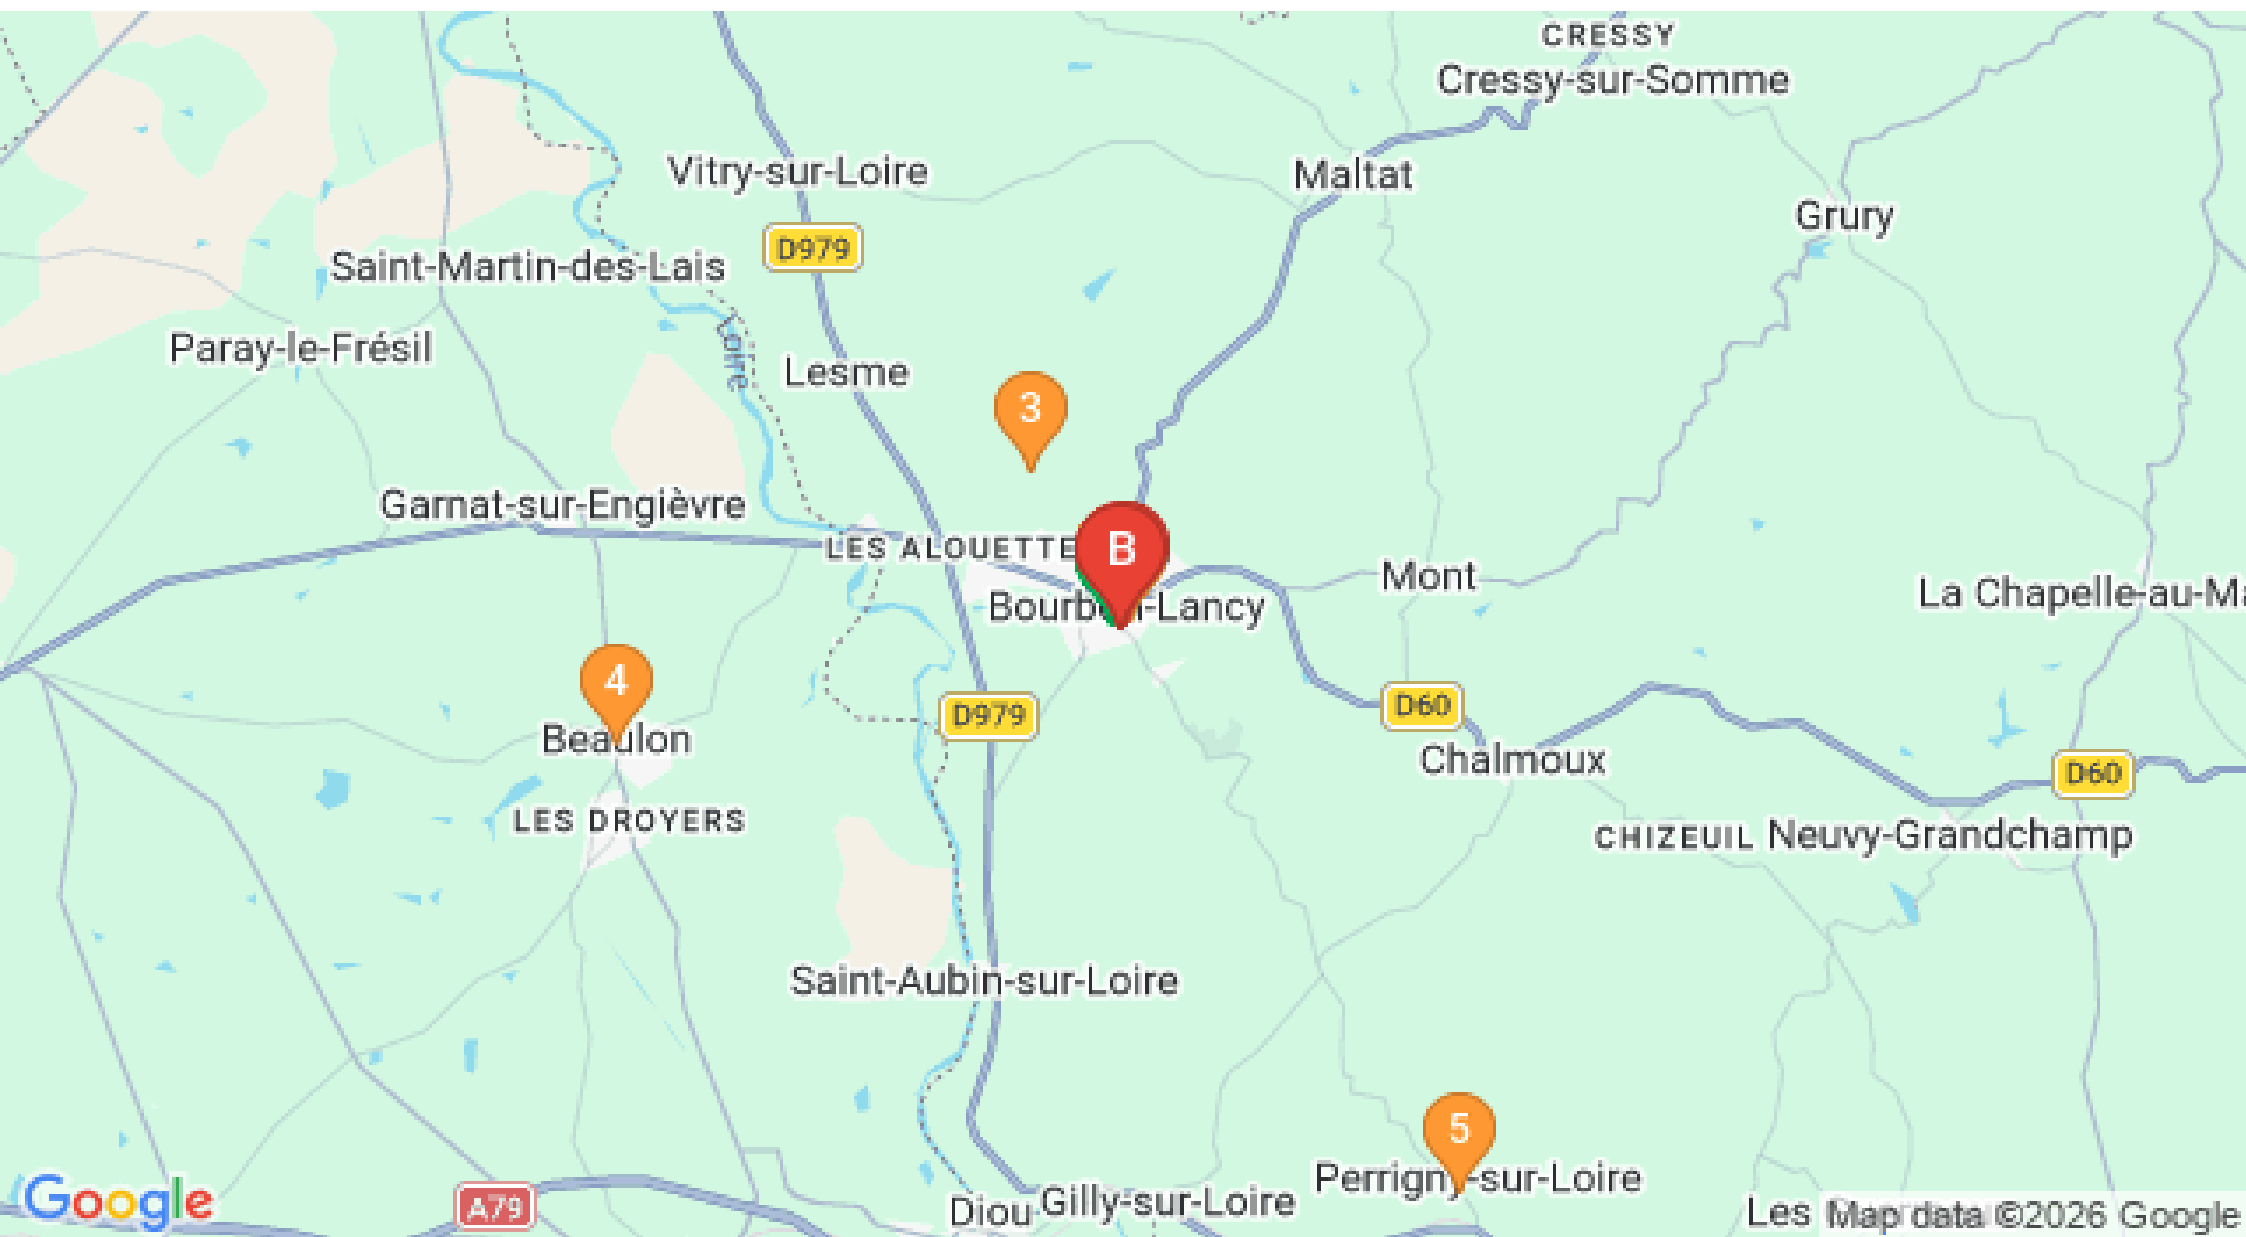 CRESSY
Cressy-sur-Somme
Vitry-sur-Loire
Maltat
Grury
D979
Saint-Martin-des-Lais
Loire
Paray-le-Frésil
Lesme
3
Garnat-sur-Engièvre
LES ALOUETTE
B
Mont
La Chapelle-au-Ma
Bourbon-Lancy
4
D979
D60
Beaulon
Chalmoux
D60
LES DROYERS
CHIZEUIL
Neuvy-Grandchamp
Saint-Aubin-sur-Loire
5
Perrigny-sur-Loire
Google
A79
Diou
Gilly-sur-Loire
Les
Map data ©2026 Google